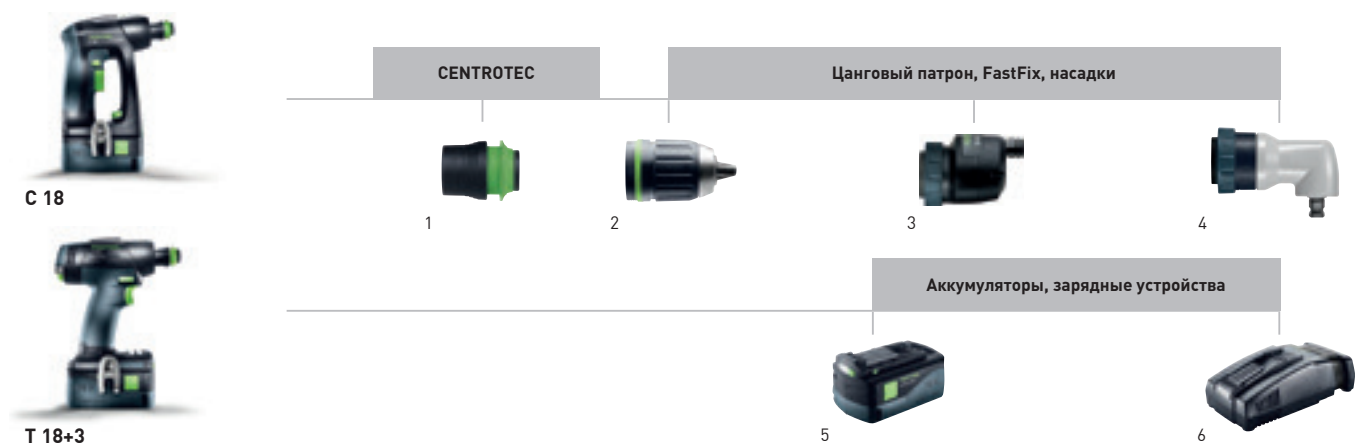 CENTROTEC
Цанговый патрон, FastFix, насадки
C 18
1
2
3
4
Аккумуляторы, зарядные устройства
T 18+3
5
6